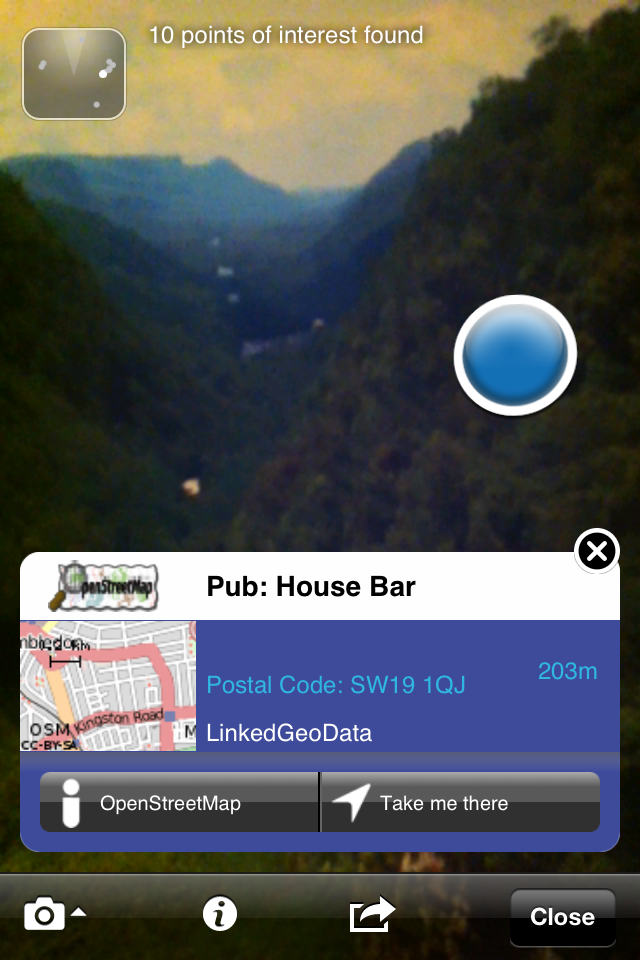 10 points of interest found
OpenStreetMap
Pub: House Bar
203m
Postal Code: SW19 1QJ
OSM
Kingston Road
M
CC-BY-SA
LinkedGeoData
OpenStreetMap
Take me there
Close